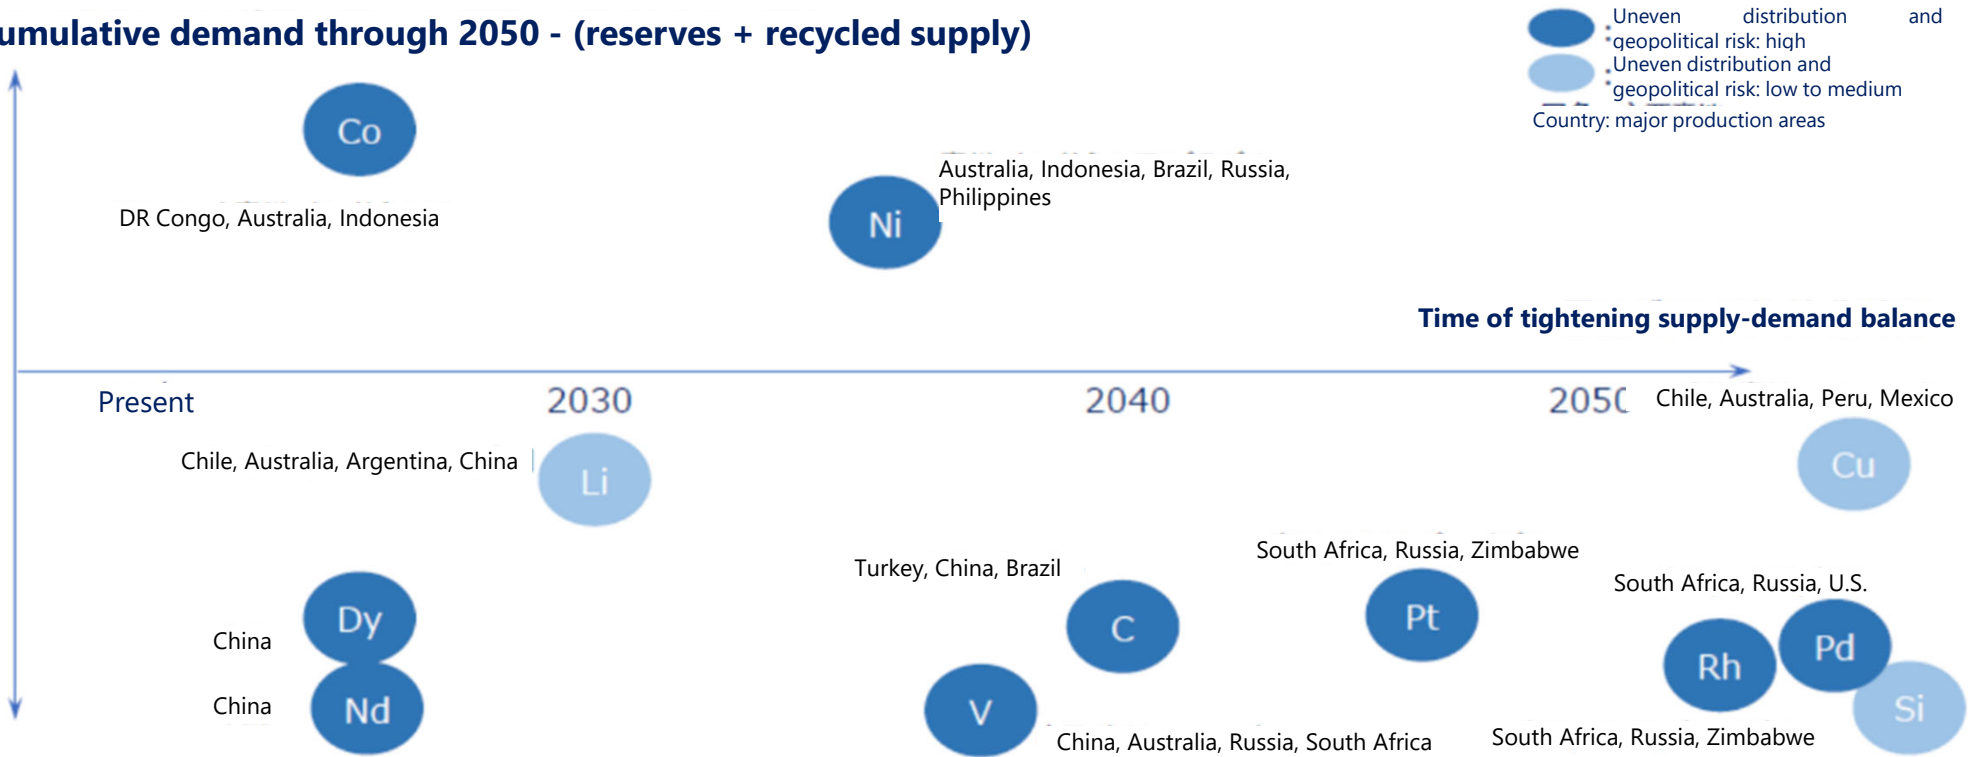 umulative demand through 2050 - (reserves + recycled supply)
Uneven distribution and
: geopolitical risk: high
Uneven distribution and
: geopolitical risk: low to medium
Country: major production areas
Co
Australia, Indonesia, Brazil, Russia,
Philippines
DR Congo, Australia, Indonesia
Ni
Time of tightening supply-demand balance
Present
2030
2040
2050
Chile, Australia, Peru, Mexico
Chile, Australia, Argentina, China
Li
Cu
South Africa, Russia, Zimbabwe
Turkey, China, Brazil
South Africa, Russia, U.S.
Dy
China
C
Pt
Rh
Pd
China
Nd
V
Si
China, Australia, Russia, South Africa
South Africa, Russia, Zimbabwe